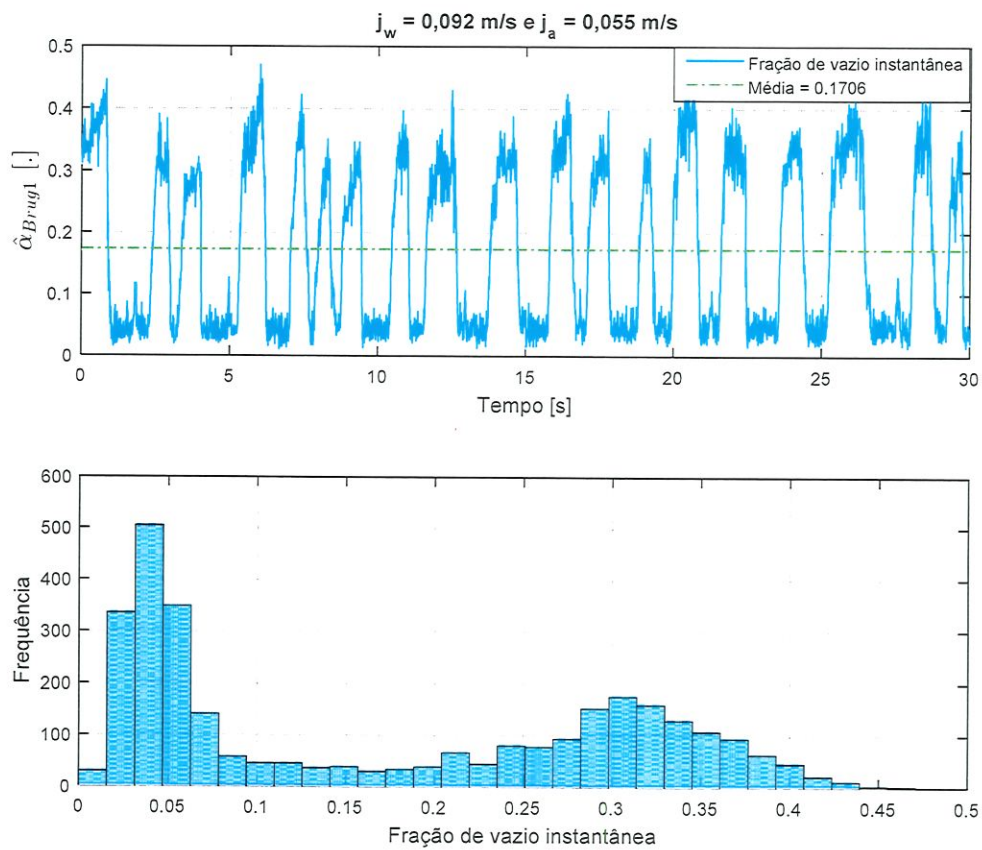 j_w = 0,092 m/s e j_a = 0,055 m/s
0.5
0.4
0.3
0.2
0.1
0
α̂_Brug1 [.]
Fração de vazio instantânea
Média = 0.1706
0 5 10 15 20 25 30
Tempo [s]
600
500
400
300
200
100
0
Frequência
0 0.05 0.1 0.15 0.2 0.25 0.3 0.35 0.4 0.45 0.5
Fração de vazio instantânea